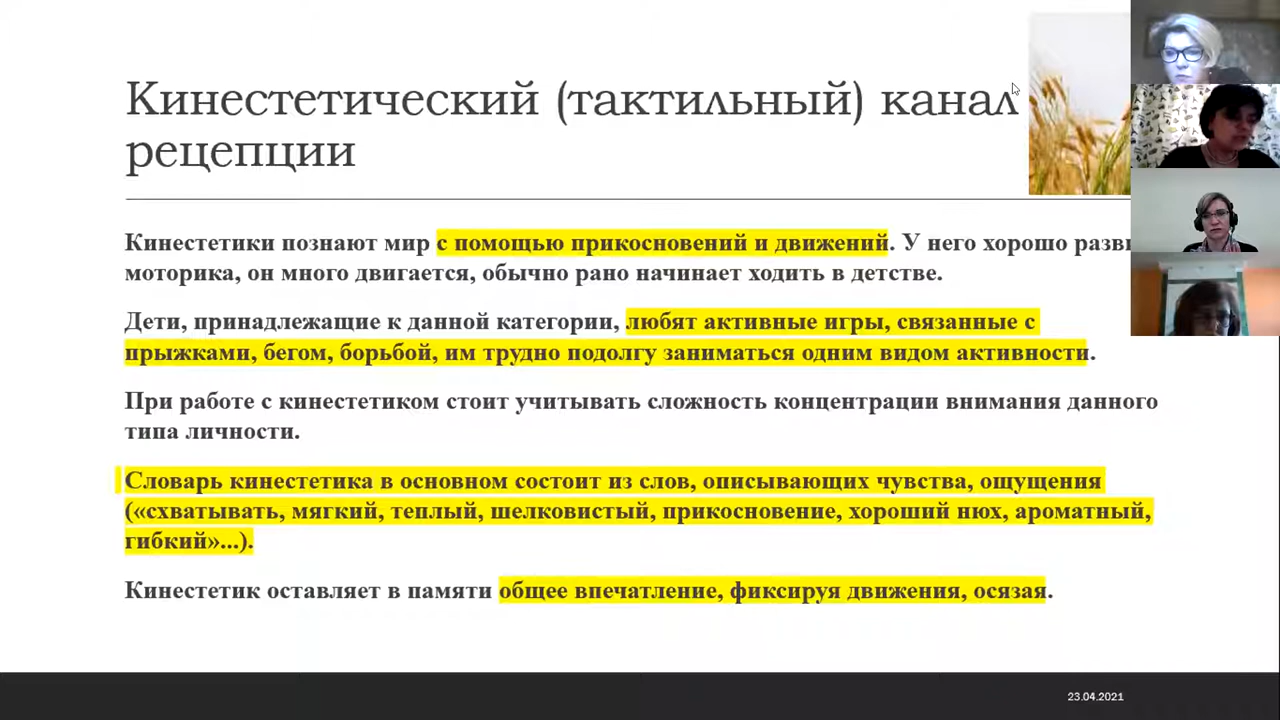 Кинестетический (тактильный) канал
рецепции
Кинестетики познают мир с помощью прикосновений и движений. У него хорошо
моторика, он много двигается, обычно рано начинает ходить в детстве.
Дети, принадлежащие к данной категории, любят активные игры, связанные с
прыжками, бегом, борьбой, им трудно подолгу заниматься одним видом активности.
При работе с кинестетиком стоит учитывать сложность концентрации внимания данного
типа личности.
Словарь кинестетика в основном состоит из слов, описывающих чувства, ощущения
(«схватывать, мягкий, теплый, шелковистый, прикосновение, хороший нюх, ароматный,
гибкий»...).
Кинестетик оставляет в памяти общее впечатление, фиксируя движения, осязая.
23.04.2021